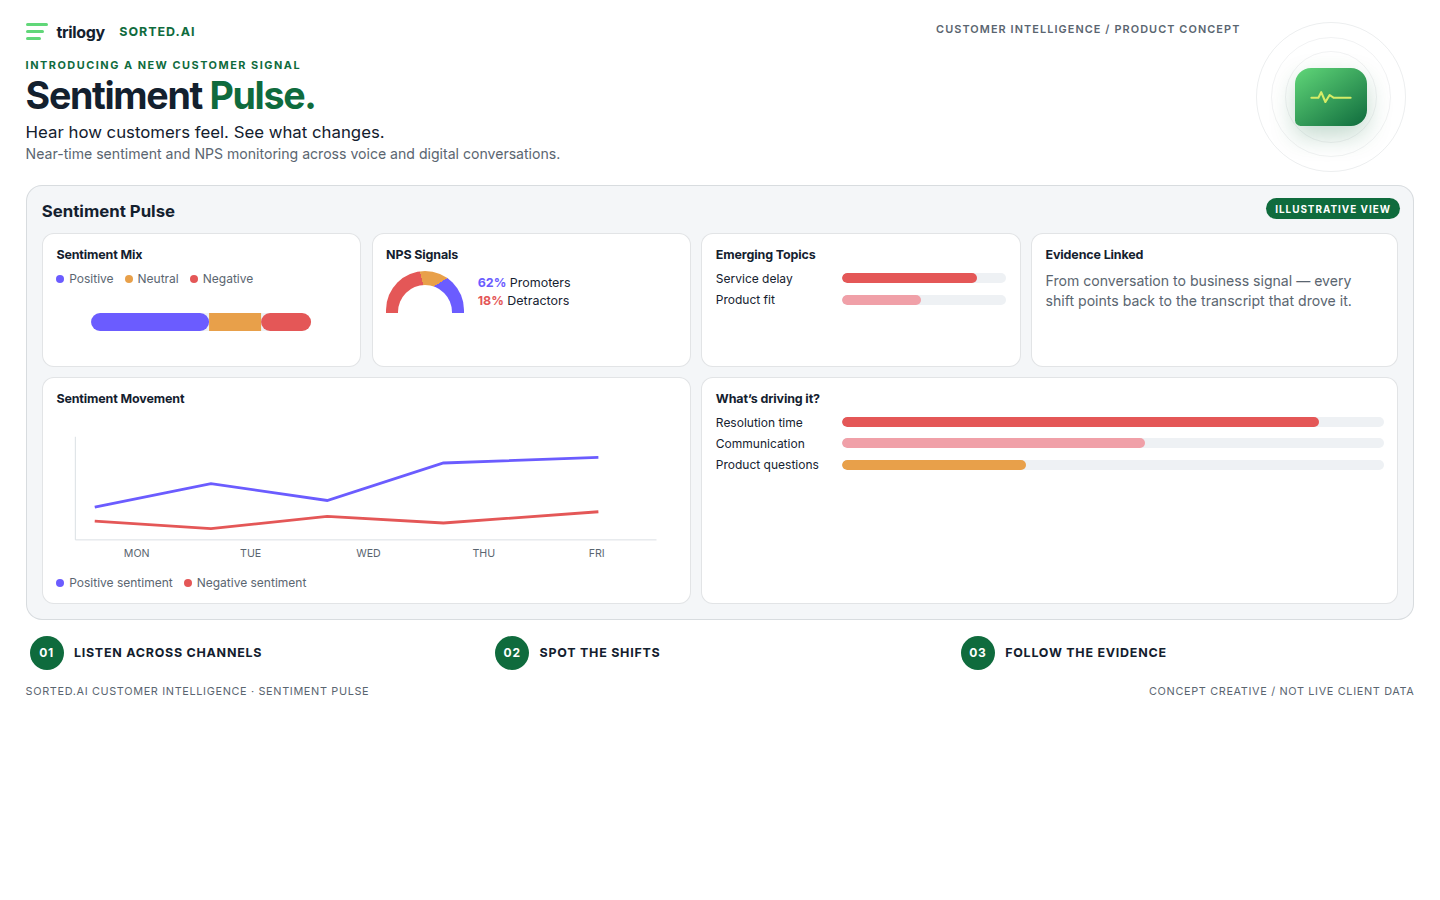 trilogy SORTED.AI
CUSTOMER INTELLIGENCE / PRODUCT CONCEPT
INTRODUCING A NEW CUSTOMER SIGNAL
Sentiment Pulse.
Hear how customers feel. See what changes.
Near-time sentiment and NPS monitoring across voice and digital conversations.
Sentiment Pulse
ILLUSTRATIVE VIEW
Sentiment Mix
Positive Neutral Negative
NPS Signals
62% Promoters
18% Detractors
Emerging Topics
Service delay
Product fit
Evidence Linked
From conversation to business signal — every
shift points back to the transcript that drove it.
Sentiment Movement
MON TUE WED THU FRI
Positive sentiment Negative sentiment
What’s driving it?
Resolution time
Communication
Product questions
01 LISTEN ACROSS CHANNELS
02 SPOT THE SHIFTS
03 FOLLOW THE EVIDENCE
SORTED.AI CUSTOMER INTELLIGENCE · SENTIMENT PULSE
CONCEPT CREATIVE / NOT LIVE CLIENT DATA